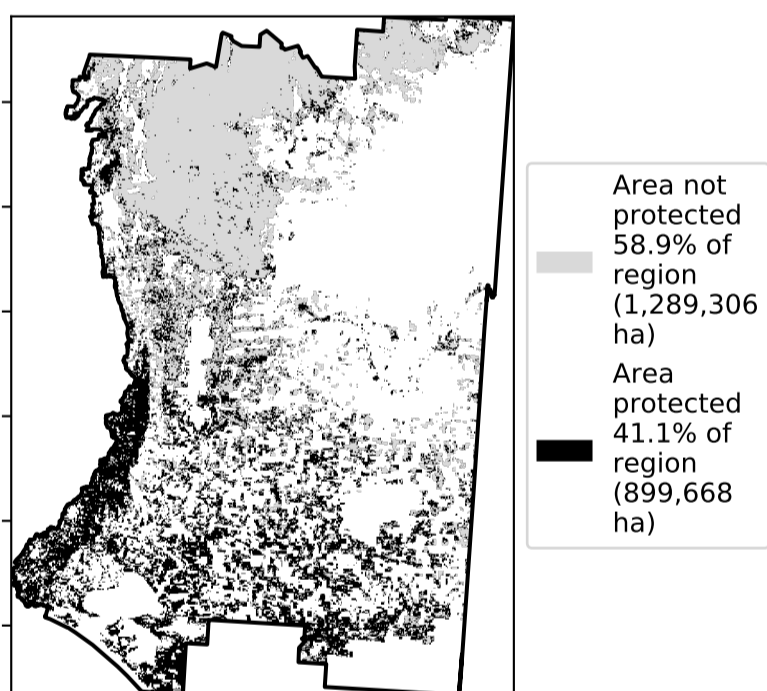 Area not
protected
58.9% of
region
(1,289,306
ha)
Area
protected
41.1% of
region
(899,668
ha)